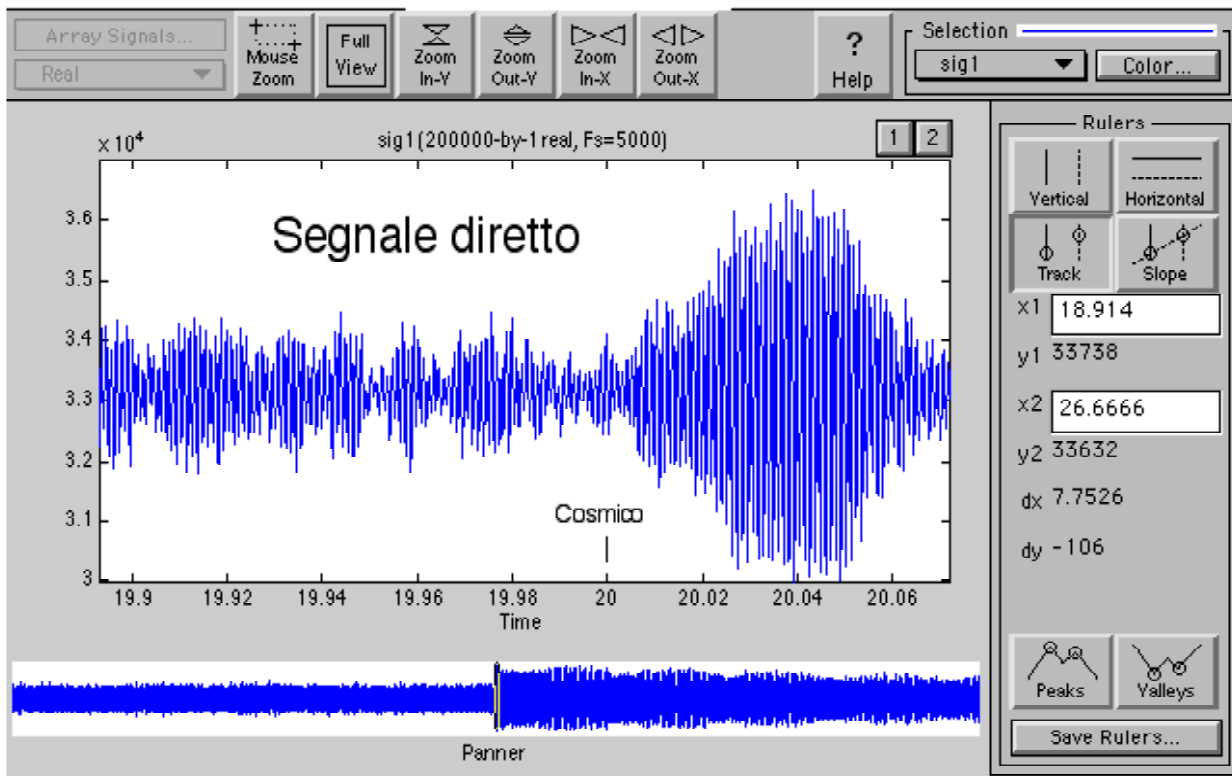 Array Signals...
Real
Mouse
Zoom
Full
View
Zoom
In-Y
Zoom
Out-Y
Zoom
In-X
Zoom
Out-X
?
Help
Selection
sig1
Color...
x 10⁴
sig1 (200000-by-1 real, Fs=5000)
1 2
Segnale diretto
3.6
3.5
3.4
3.3
3.2
3.1
3
Cosmico
19.9 19.92 19.94 19.96 19.98 20 20.02 20.04 20.06
Time
Panner
Rulers
Vertical
Horizontal
Track
Slope
x1 18.914
y1 33738
x2 26.6666
y2 33632
dx 7.7526
dy -106
Peaks
Valleys
Save Rulers...